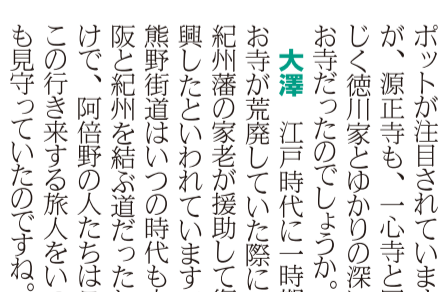 ポットが注目されていま
が、源正寺も、一心寺と同
じく徳川家とゆかりの深い
お寺だったのでしょうか。
大澤　江戸時代に一時期
お寺が荒廃していた際に
紀州藩の家老が援助して復
興したといわれています
熊野街道はいつの時代も
阪と紀州を結ぶ道だった
けで、阿倍野の人たちは
この行き来する旅人をい
も見守っていたのですね。